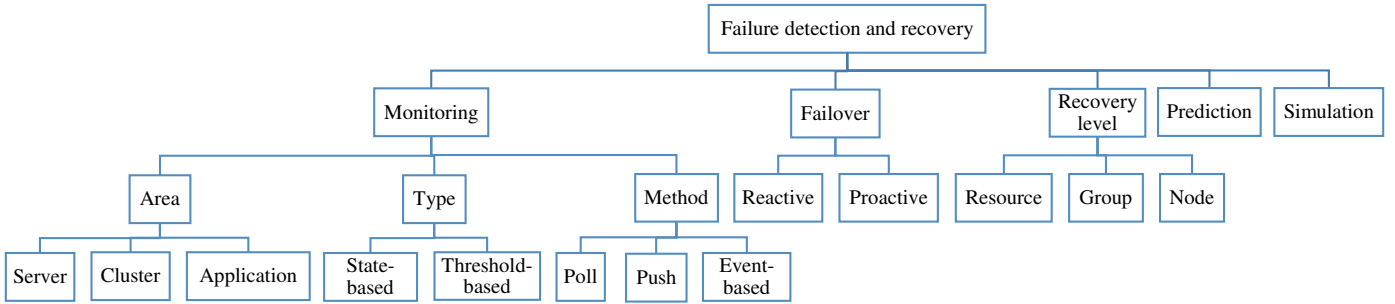 Failure detection and recovery
Monitoring
Failover
Recovery
level
Prediction
Simulation
Area
Type
Method
Reactive
Proactive
Resource
Group
Node
Server
Cluster
Application
State-
based
Threshold-
based
Poll
Push
Event-
based